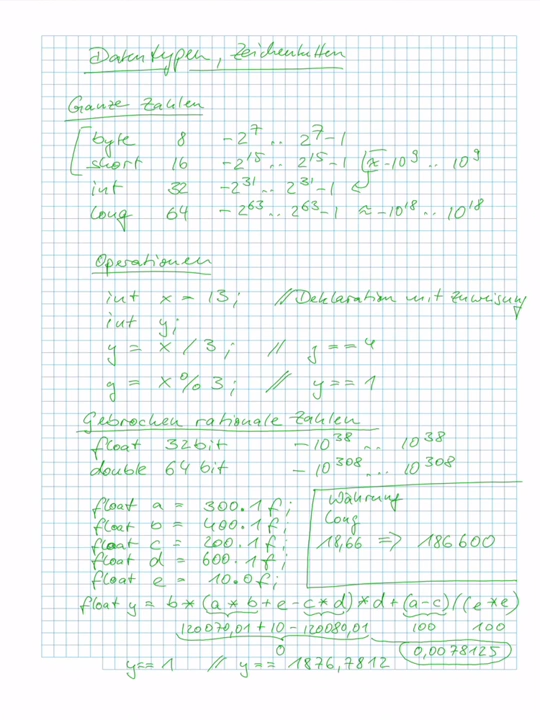 Datentypen, Zeichenketten
Ganze Zahlen
byte 8 -2^7 .. 2^7-1
short 16 -2^15 .. 2^15-1 ≈ -10^9 .. 10^9
int 32 -2^31 .. 2^31-1
long 64 -2^63 .. 2^63-1 ≈ -10^18 .. 10^18
Operationen
int x = 13; // Deklaration mit Zuweisung
int y;
y = x / 3; // y == 4
y = x % 3; // y == 1
Gebrochen rationale Zahlen
float 32bit -10^38 ... 10^38
double 64 bit -10^308 ... 10^308
float a = 300.1f;
float b = 400.1f;
float c = 200.1f;
float d = 600.1f;
float e = 10.0f;
Währung
long
18,66 => 186600
float y = b*(a*b+e-c*d)*d+(a-c)/(e*e)
120070,01 + 10 - 120080,01 100 100
0 0,0078125
y == 1 // y == 1876,7812